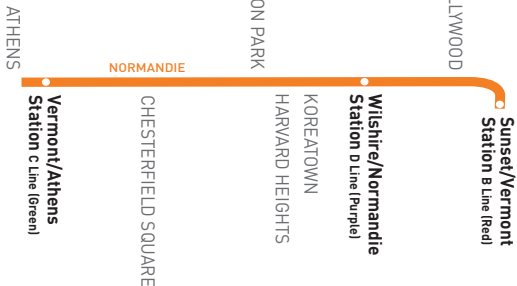 ATHENS
ON PARK
LLYWOOD
NORMANDIE
Vermont/Athens
Station C Line (Green)
CHESTERFIELD SQUARE
HARVARD HEIGHTS
KOREATOWN
Wilshire/Normandie
Station D Line (Purple)
Sunset/Vermont
Station B Line (Red)